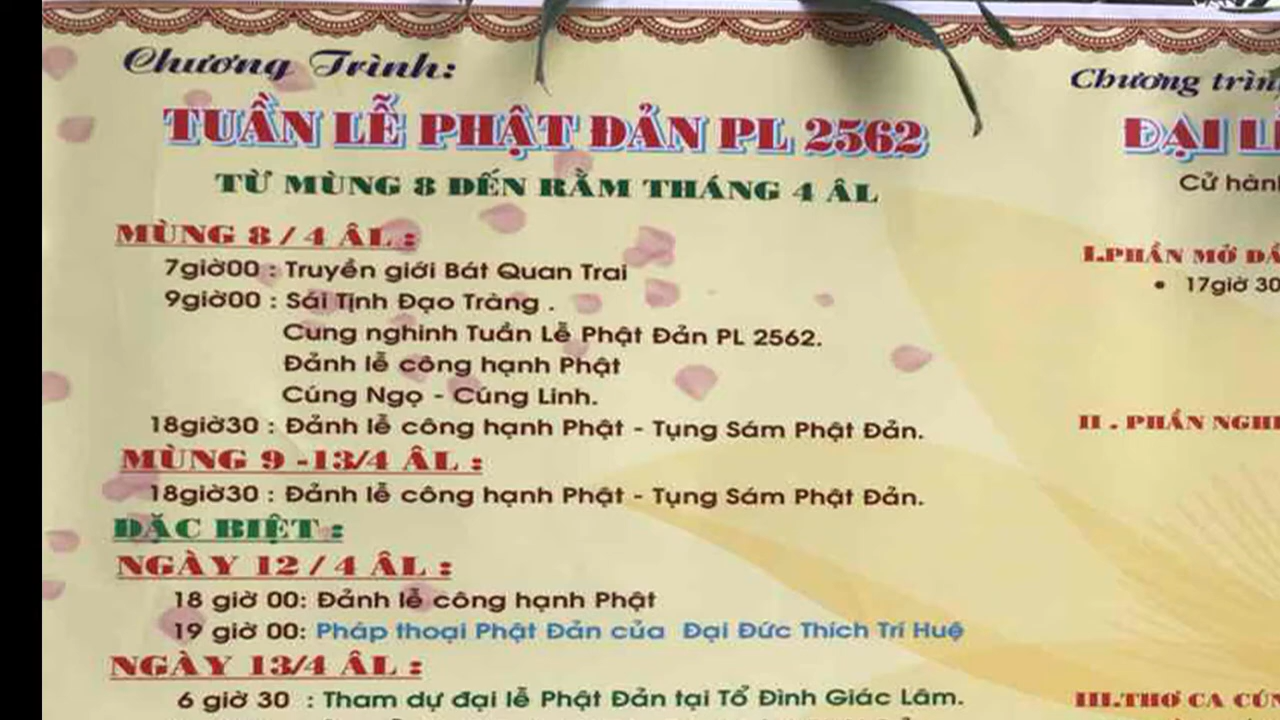 Chương Trình:
TUẦN LỄ PHẬT ĐẢN PL 2562
TỪ MÙNG 8 ĐẾN RẰM THÁNG 4 ÂL
MÙNG 8 / 4 ÂL :
7giờ00 : Truyền giới Bát Quan Trai
9giờ00 : Sái Tịnh Đạo Tràng .
Cung nghinh Tuần Lễ Phật Đản PL 2562.
Đảnh lễ công hạnh Phật
Cúng Ngọ - Cúng Linh.
18giờ30 : Đảnh lễ công hạnh Phật - Tụng Sám Phật Đản.
MÙNG 9 -13/4 ÂL :
18giờ30 : Đảnh lễ công hạnh Phật - Tụng Sám Phật Đản.
ĐẶC BIỆT :
NGÀY 12 / 4 ÂL :
18 giờ 00: Đảnh lễ công hạnh Phật
19 giờ 00: Pháp thoại Phật Đản của Đại Đức Thích Trí Huệ
NGÀY 13/4 ÂL :
6 giờ 30 : Tham dự đại lễ Phật Đản tại Tổ Đình Giác Lâm.
Chương trìn
ĐẠI L
Cử hàn
I.PHẦN MỞ ĐẦ
• 17giờ 30
II . PHẦN NGHI
III.THƠ CA CÚN